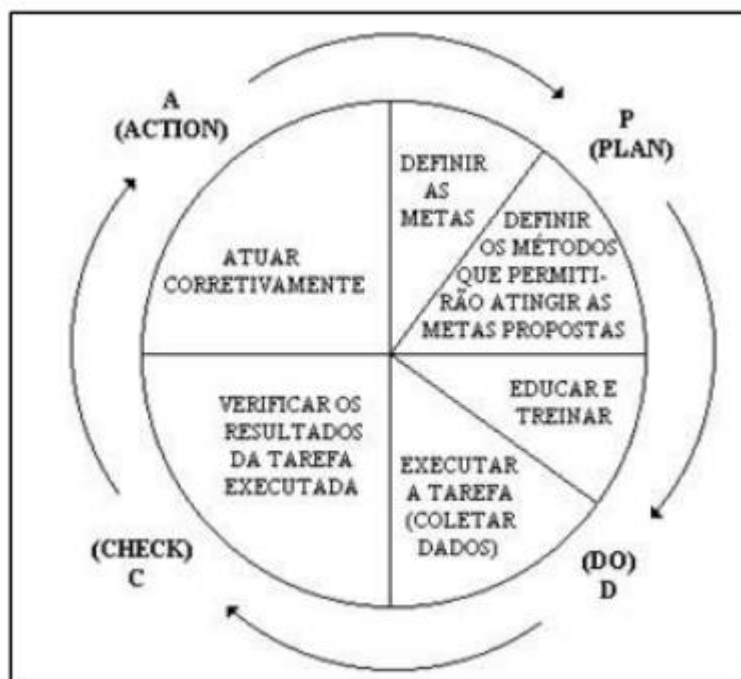 A
(ACTION)
P
(PLAN)
DEFINIR
AS
METAS
DEFINIR
OS MÉTODOS
QUE PERMITI-
RÃO ATINGIR AS
METAS PROPOSTAS
ATUAR
CORRETIVAMENTE
EDUCAR E
TREINAR
VERIFICAR OS
RESULTADOS
DA TAREFA
EXECUTADA
EXECUTAR
A TAREFA
(COLETAR
DADOS)
(CHECK)
C
(DO)
D